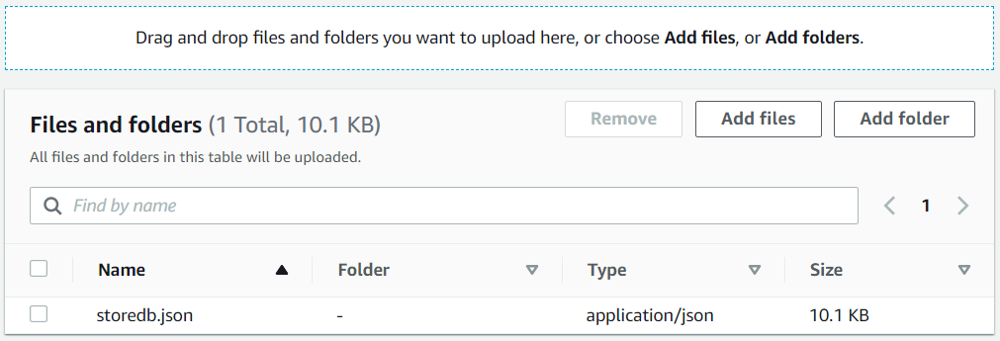 Drag and drop files and folders you want to upload here, or choose Add files, or Add folders.
Files and folders (1 Total, 10.1 KB)
Remove
Add files
Add folder
All files and folders in this table will be uploaded.
Find by name
1
Name Folder Type Size
storedb.json - application/json 10.1 KB